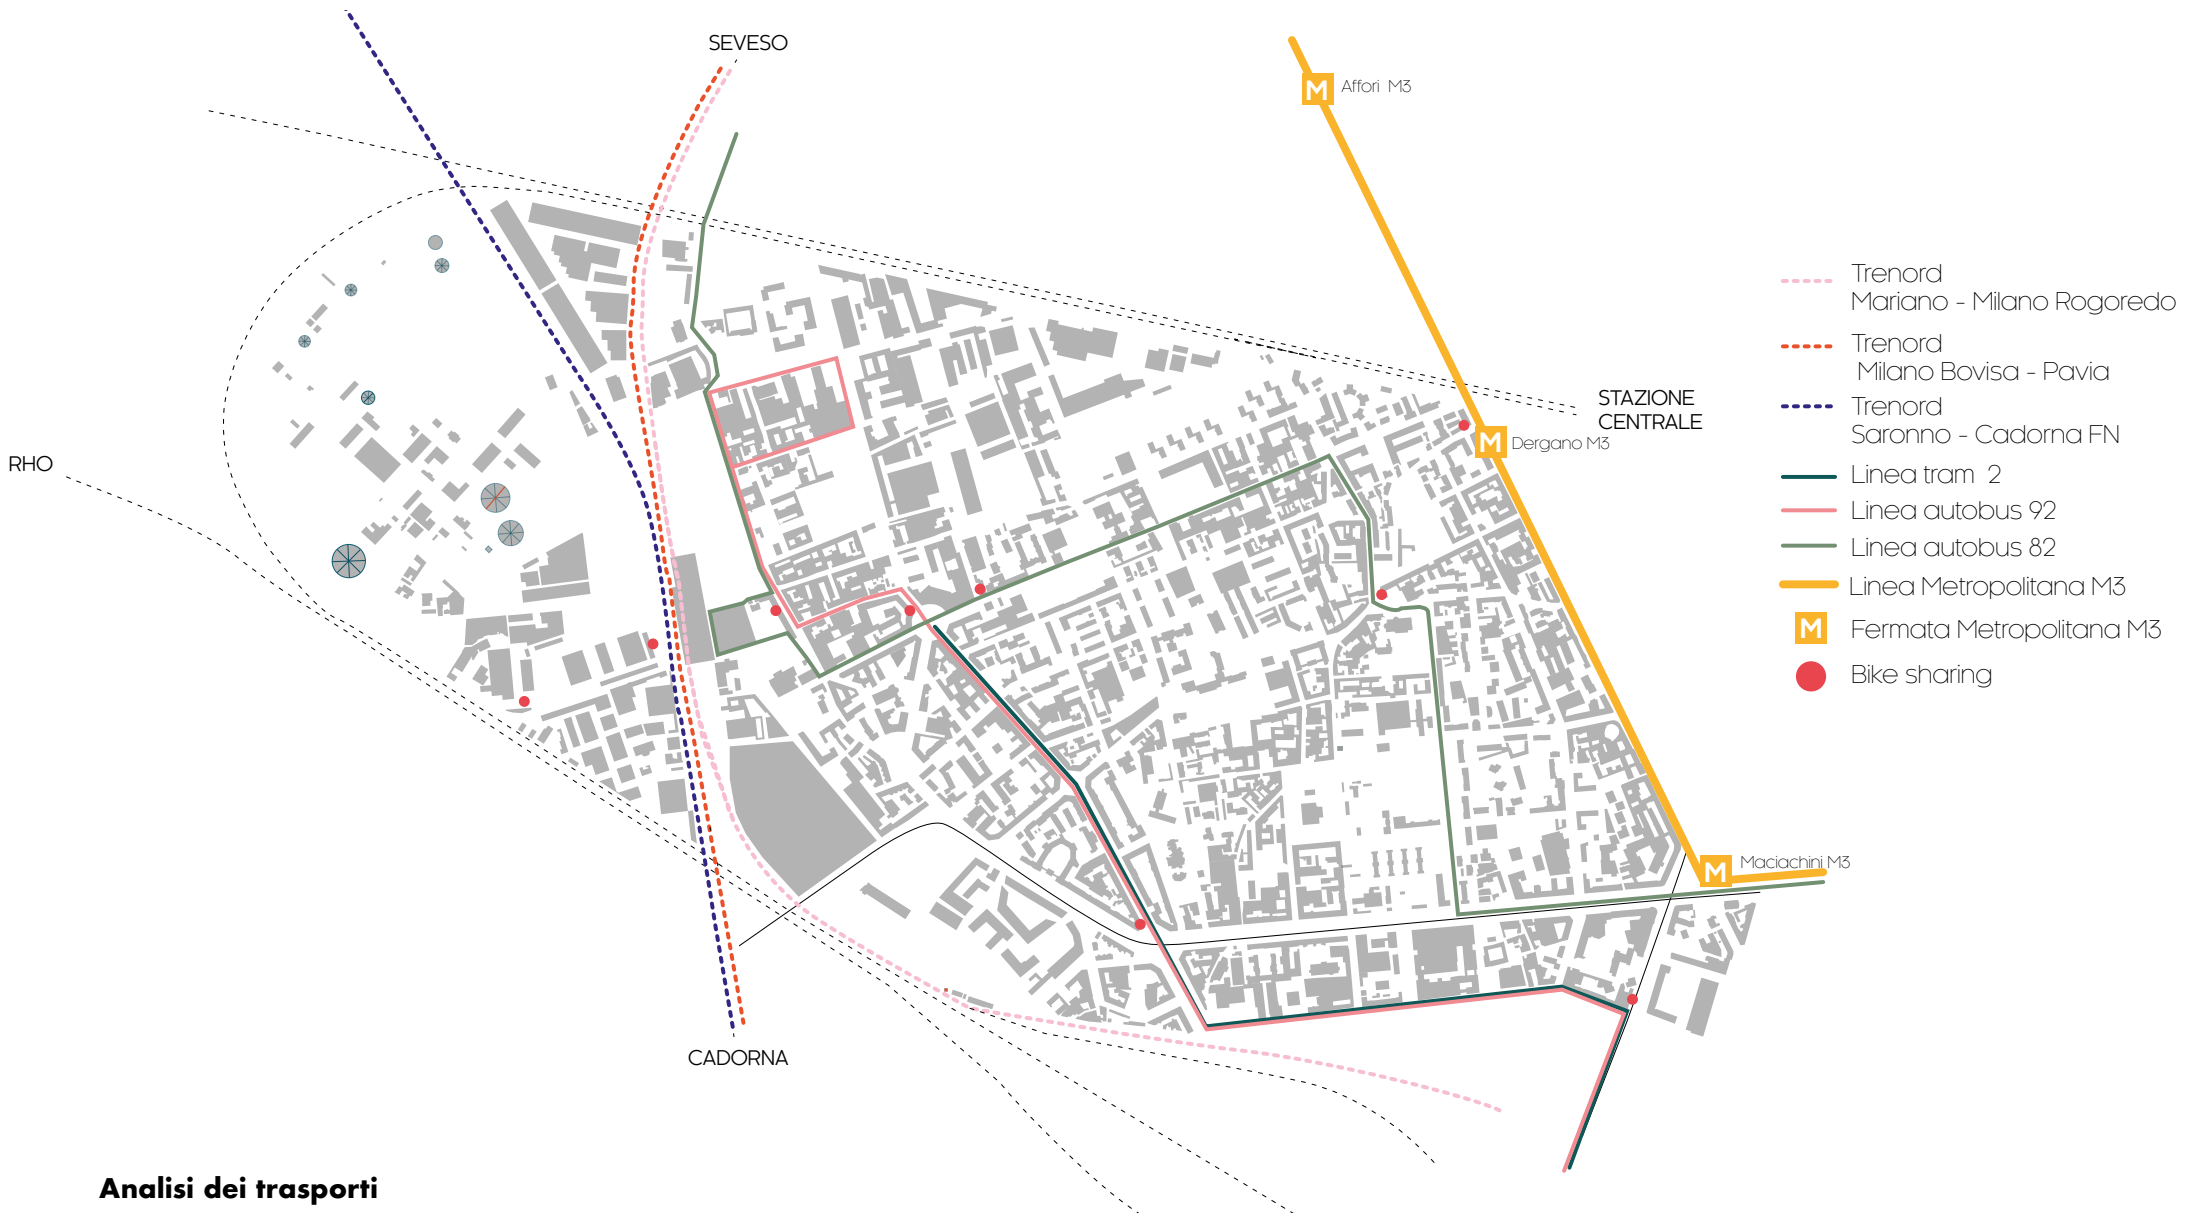 SEVESO
M
Affori M3
Trenord
Mariano - Milano Rogoredo
Trenord
Milano Bovisa - Pavia
STAZIONE
CENTRALE
Trenord
Saronno - Cadorna FN
M
Dergano M3
RHO
Linea tram 2
Linea autobus 92
Linea autobus 82
Linea Metropolitana M3
M
Fermata Metropolitana M3
Bike sharing
M
Maciachini M3
CADORNA
Analisi dei trasporti